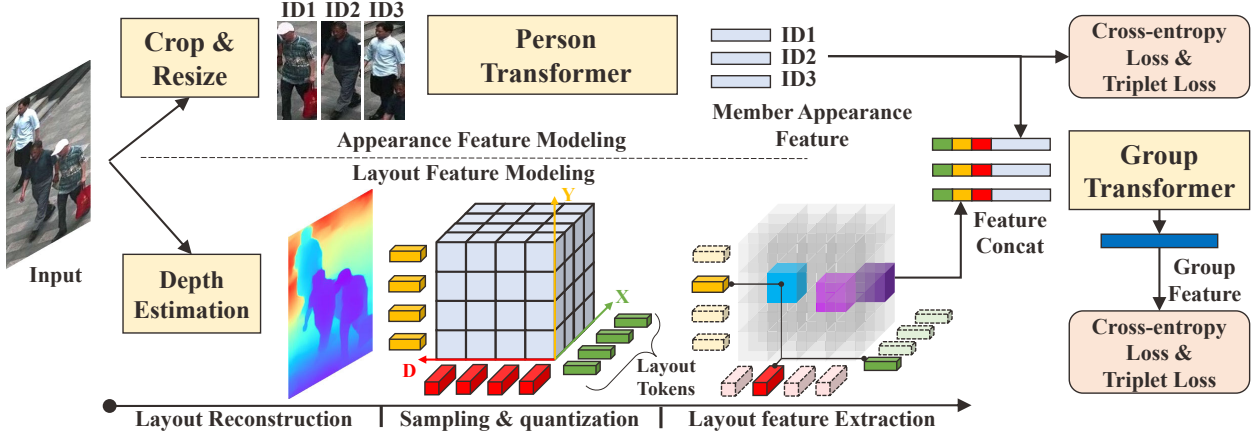 ID1 ID2 ID3
Crop &
Resize
Person
Transformer
ID1
ID2
ID3
Member Appearance
Feature
Cross-entropy
Loss &
Triplet Loss
Appearance Feature Modeling
Layout Feature Modeling
Input
Depth
Estimation
Y
X
D
Layout
Tokens
Feature
Concat
Group
Transformer
Group
Feature
Cross-entropy
Loss &
Triplet Loss
Layout Reconstruction
Sampling & quantization
Layout feature Extraction